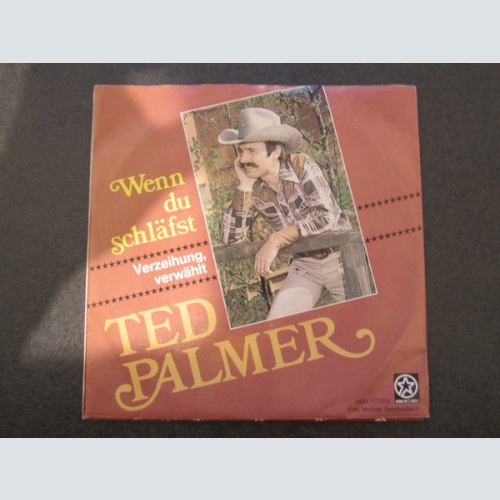 Wenn
du
schläfst
Verzeihung,
verwählt
TED
PALMER